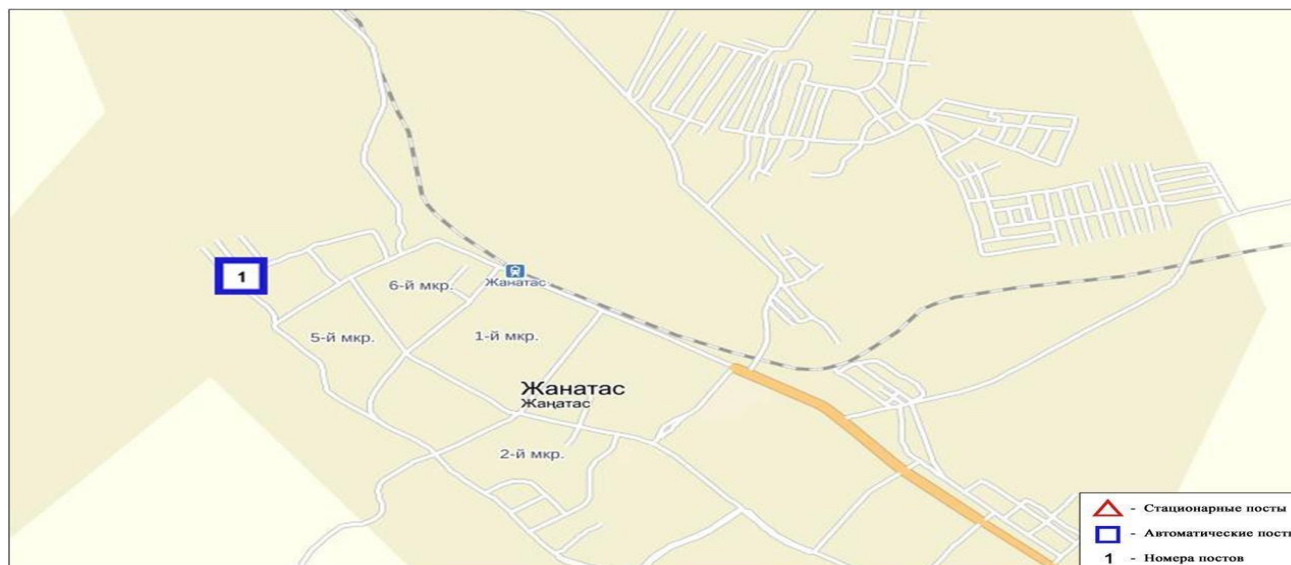 1
6-й мкр.
Жанатас
5-й мкр.
1-й мкр.
Жанатас
Жаңатас
2-й мкр.
- Стационарные посты
- Автоматические посты
1 - Номера постов